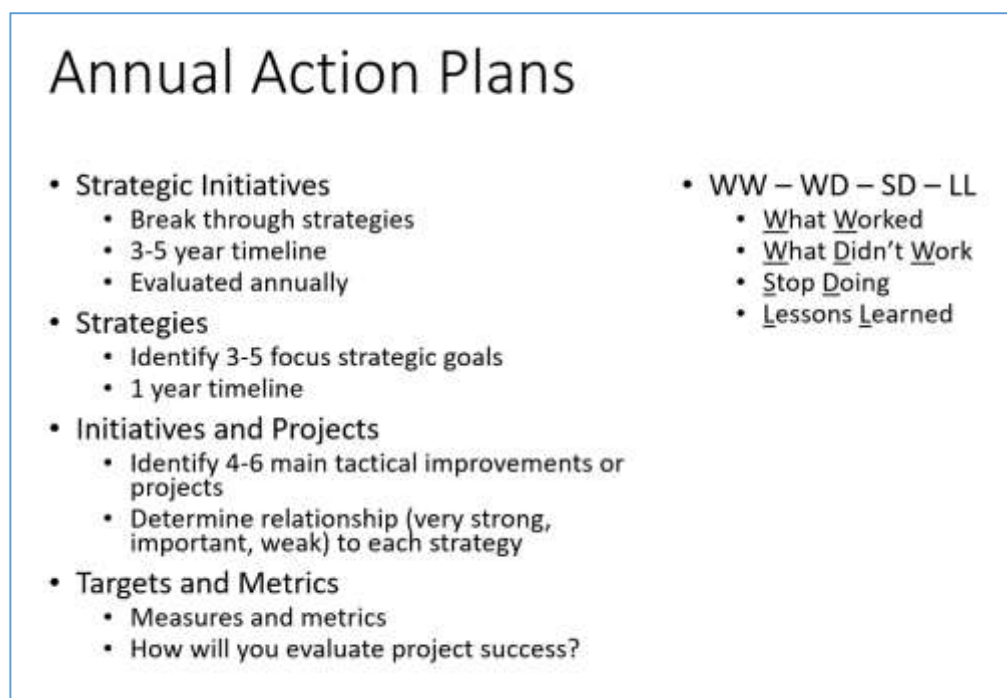 Annual Action Plans
• Strategic Initiatives
• Break through strategies
• 3-5 year timeline
• Evaluated annually
• Strategies
• Identify 3-5 focus strategic goals
• 1 year timeline
• Initiatives and Projects
• Identify 4-6 main tactical improvements or
projects
• Determine relationship (very strong,
important, weak) to each strategy
• Targets and Metrics
• Measures and metrics
• How will you evaluate project success?
• WW – WD – SD – LL
• What Worked
• What Didn’t Work
• Stop Doing
• Lessons Learned